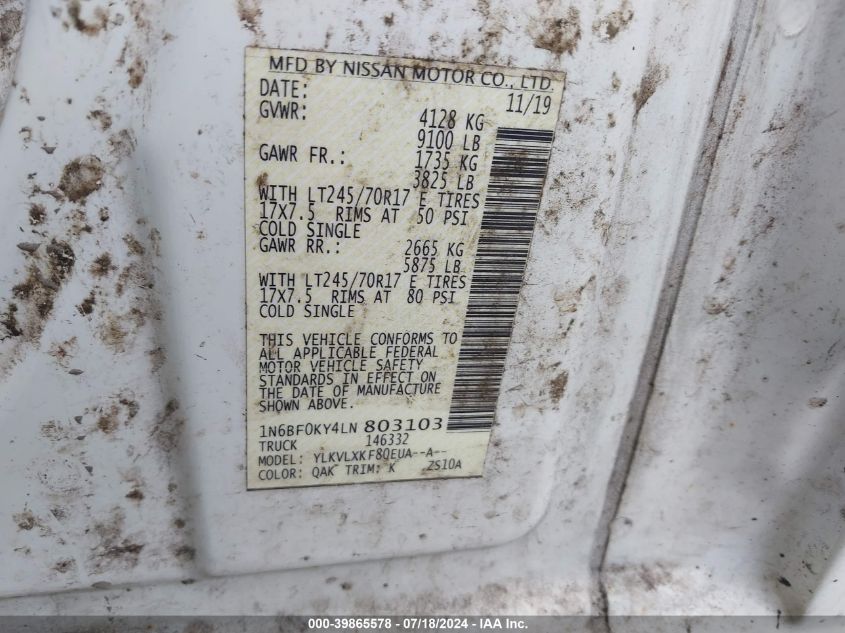 MFD BY NISSAN MOTOR CO., LTD.
DATE: 11/19
GVWR: 4128 KG
9100 LB
GAWR FR.: 1735 KG
3825 LB
WITH LT245/70R17 E TIRES
17X7.5 RIMS AT 50 PSI
COLD SINGLE
GAWR RR.: 2665 KG
5875 LB
WITH LT245/70R17 E TIRES
17X7.5 RIMS AT 80 PSI
COLD SINGLE
THIS VEHICLE CONFORMS TO
ALL APPLICABLE FEDERAL
MOTOR VEHICLE SAFETY
STANDARDS IN EFFECT ON
THE DATE OF MANUFACTURE
SHOWN ABOVE.
1N6BF0KY4LN 803103
TRUCK 146332
MODEL: YLKVLXKF80EUA--A--
COLOR: QAK TRIM: K ZS10A
000-39865578 - 07/18/2024 - IAA Inc.